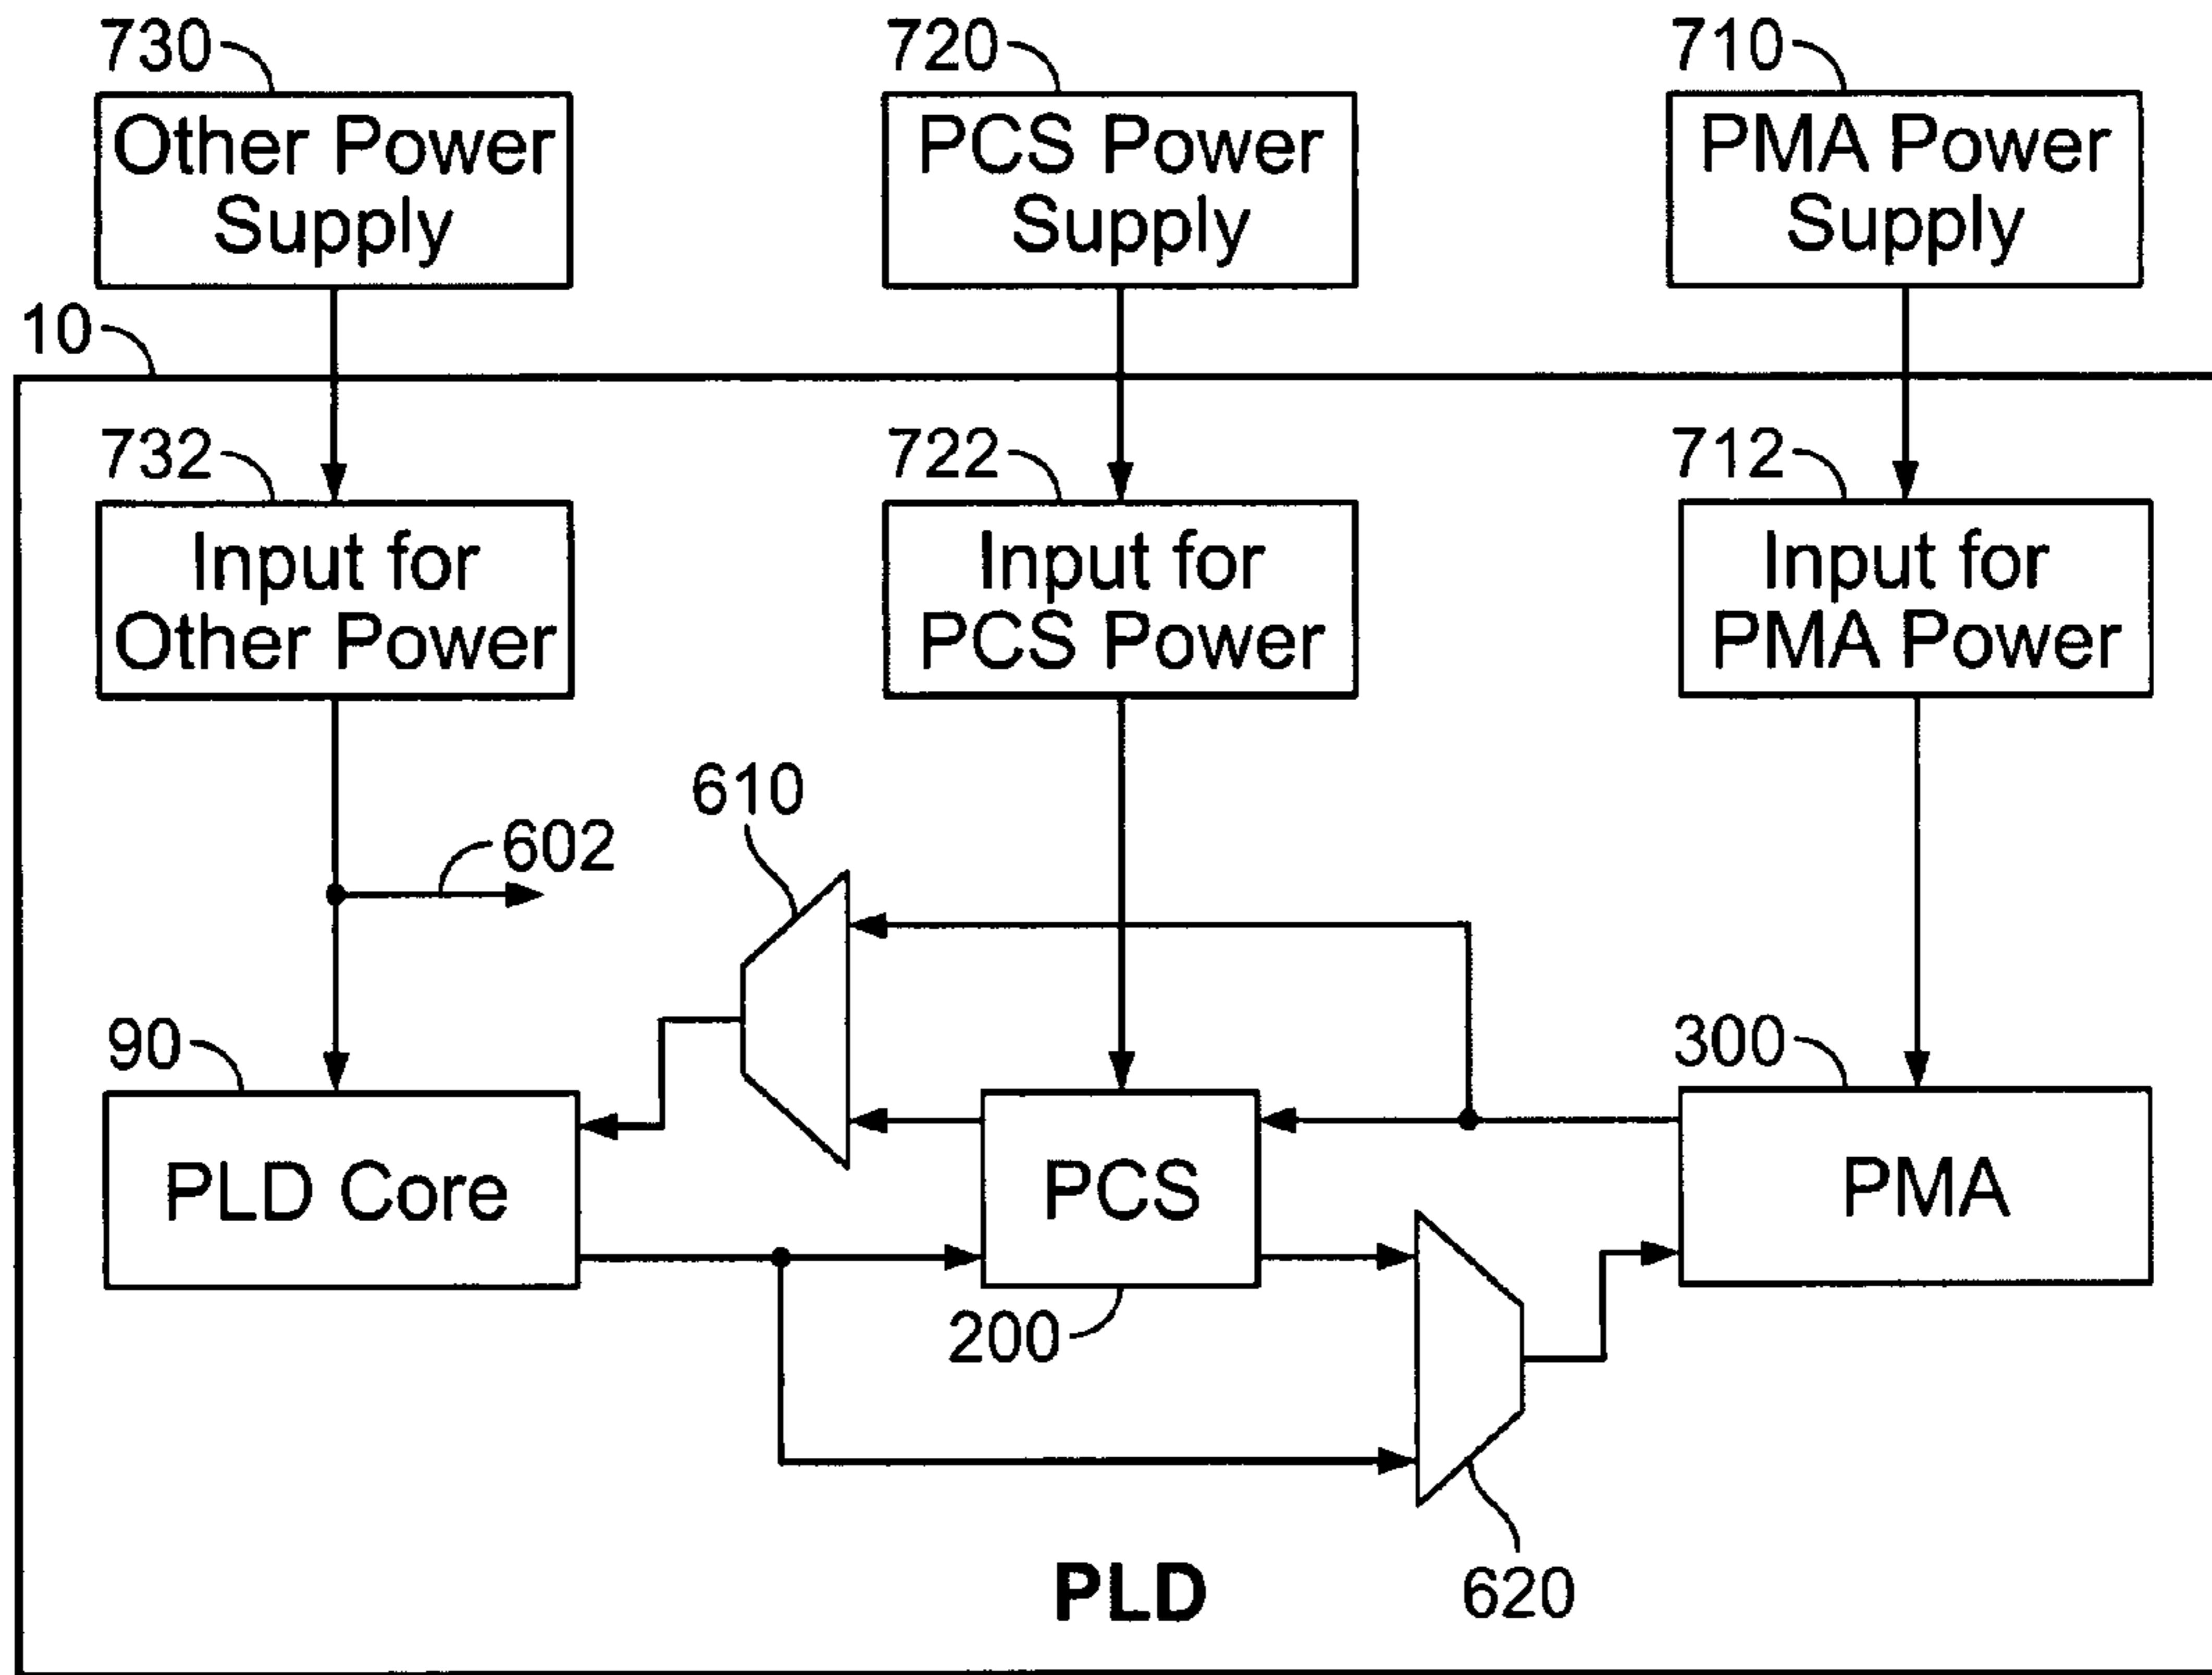 730
720
710
Other Power
Supply
PCS Power
Supply
PMA Power
Supply
10
732
722
712
Input for
Other Power
Input for
PCS Power
Input for
PMA Power
610
602
90
300
PLD Core
PCS
PMA
200
PLD
620